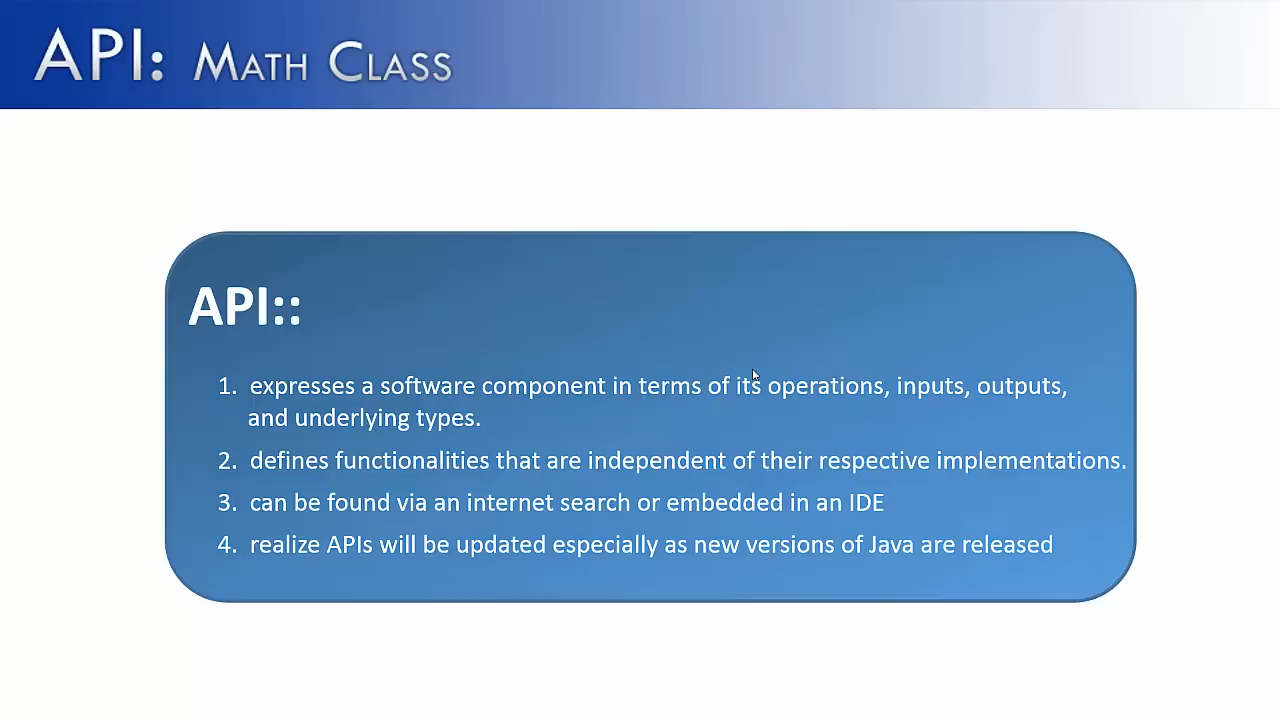 API: Math Class
API::
1. expresses a software component in terms of its operations, inputs, outputs,
and underlying types.
2. defines functionalities that are independent of their respective implementations.
3. can be found via an internet search or embedded in an IDE
4. realize APIs will be updated especially as new versions of Java are released